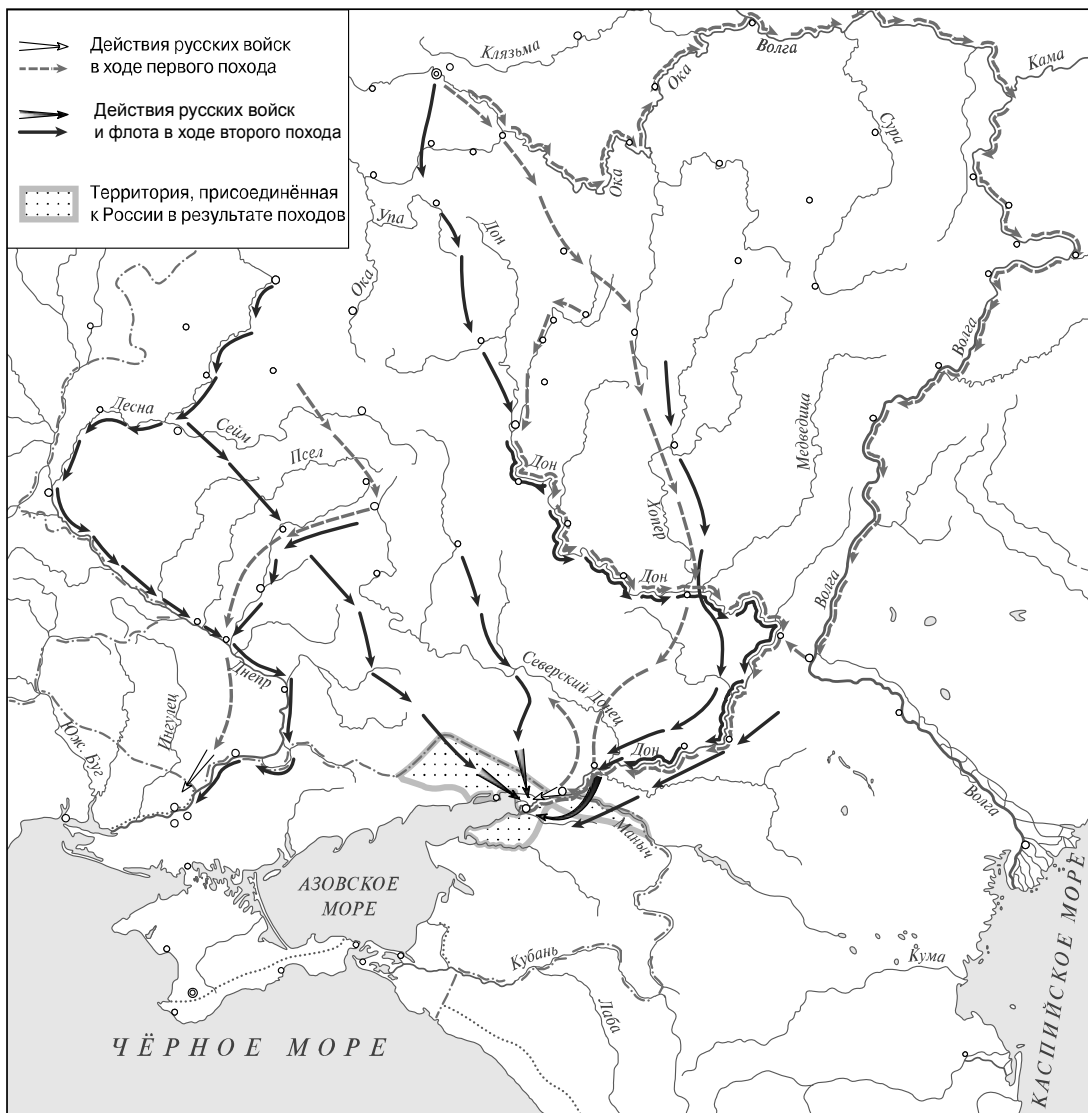 Действия русских войск
в ходе первого похода
Действия русских войск
и флота в ходе второго похода
Территория, присоединённая
к России в результате походов
Клязьма
Волга
Кама
Ока
Сура
Ока
Упа
Дон
Ока
Волга
Десна
Сейм
Псел
Медведица
Дон
Хопёр
Дон
Волга
Днепр
Северский Донец
Ингулец
Юж. Буг
Дон
Волга
Маныч
АЗОВСКОЕ
МОРЕ
Кубань
Кума
Лаба
ЧЁРНОЕ МОРЕ
КАСПИЙСКОЕ МОРЕ